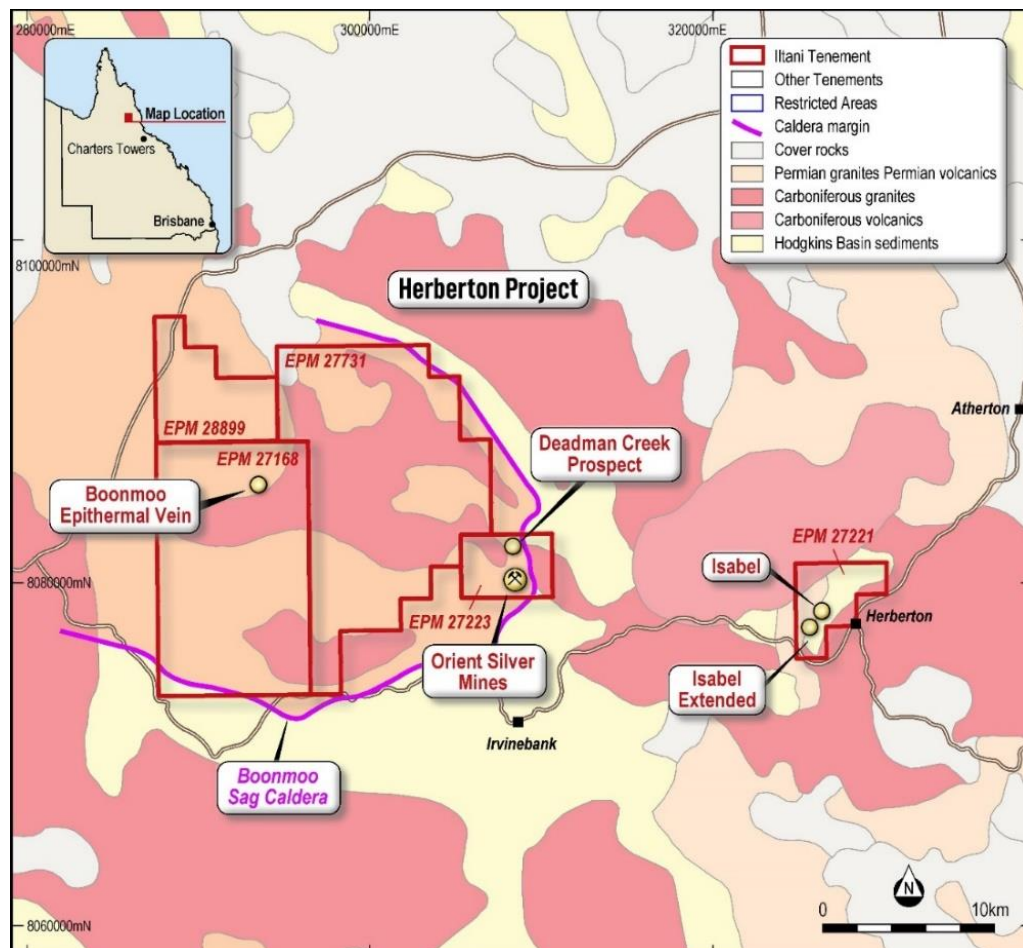 280000mE
300000mE
320000mE
Map Location
Charters Towers
Brisbane
Iltani Tenement
Other Tenements
Restricted Areas
Caldera margin
Cover rocks
Permian granites Permian volcanics
Carboniferous granites
Carboniferous volcanics
Hodgkins Basin sediments
8100000mN
Herberton Project
EPM 27731
Atherton
EPM 28899
EPM 27168
Deadman Creek
Prospect
Boonmoo
Epithermal Vein
EPM 27221
Isabel
8080000mN
EPM 27223
Herberton
Orient Silver
Mines
Isabel
Extended
Irvinebank
Boonmoo
Sag Caldera
N
0
10km
8060000mN